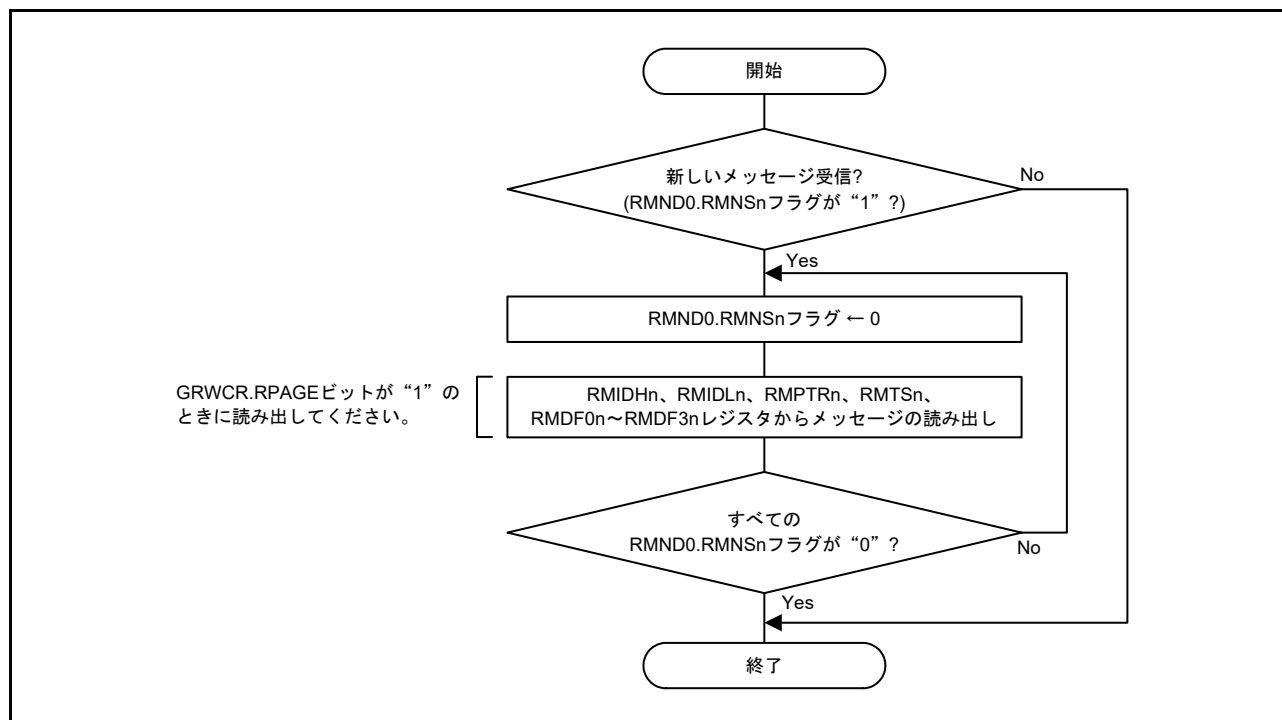 開始
新しいメッセージ受信?
(RMND0.RMNSnフラグが“1”?)
No
Yes
RMND0.RMNSnフラグ ← 0
GRWCR.RPAGEビットが“1”の
ときに読み出してください。
RMIDHn、RMIDLn、RMPTRn、RMTSn、
RMDF0n～RMDF3nレジスタからメッセージの読み出し
すべての
RMND0.RMNSnフラグが“0”?
No
Yes
終了